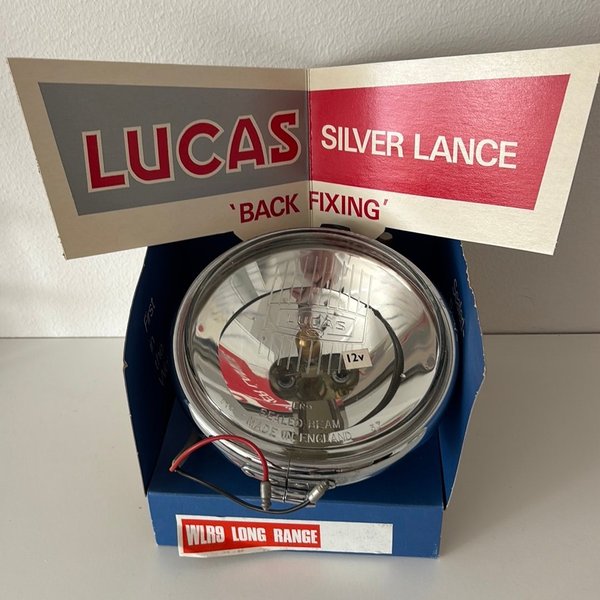 LUCAS
SILVER LANCE
'BACK FIXING'
LUCAS
12v
SEALED BEAM
MADE IN ENGLAND
WLR9 LONG RANGE